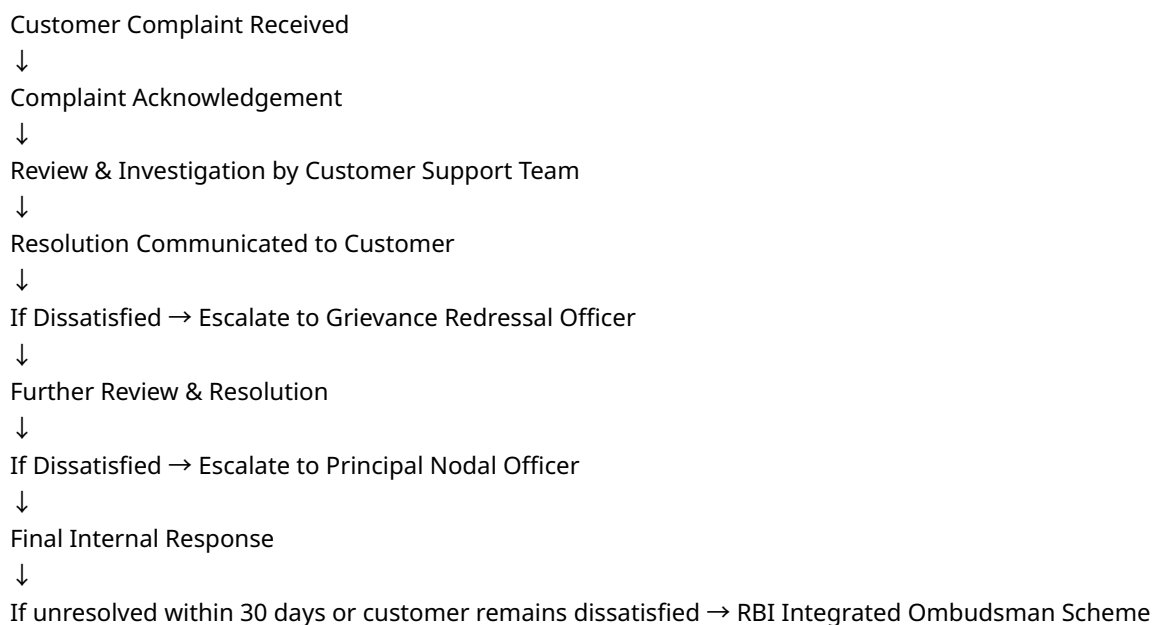 Customer Complaint Received
↓
Complaint Acknowledgement
↓
Review & Investigation by Customer Support Team
↓
Resolution Communicated to Customer
↓
If Dissatisfied → Escalate to Grievance Redressal Officer
↓
Further Review & Resolution
↓
If Dissatisfied → Escalate to Principal Nodal Officer
↓
Final Internal Response
↓
If unresolved within 30 days or customer remains dissatisfied → RBI Integrated Ombudsman Scheme